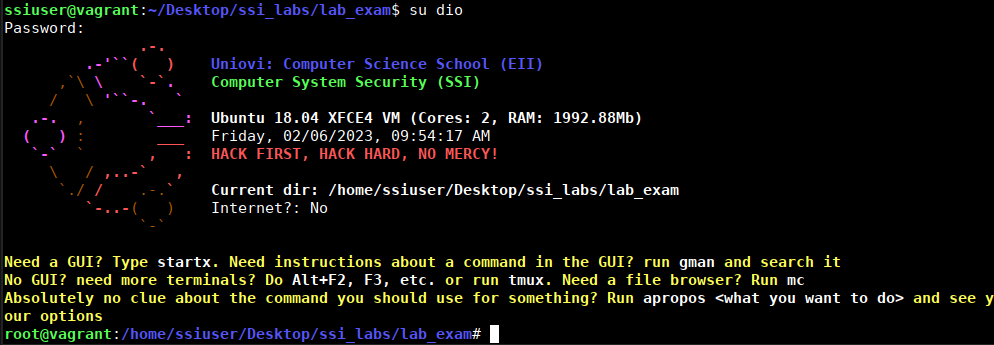 ssiuser@vagrant:~/Desktop/ssi_labs/lab_exam$ su dio
Password:
Uniovi: Computer Science School (EII)
Computer System Security (SSI)
Ubuntu 18.04 XFCE4 VM (Cores: 2, RAM: 1992.88Mb)
Friday, 02/06/2023, 09:54:17 AM
HACK FIRST, HACK HARD, NO MERCY!
Current dir: /home/ssiuser/Desktop/ssi_labs/lab_exam
Internet?: No
Need a GUI? Type startx. Need instructions about a command in the GUI? run gman and search it
No GUI? need more terminals? Do Alt+F2, F3, etc. or run tmux. Need a file browser? Run mc
Absolutely no clue about the command you should use for something? Run apropos <what you want to do> and see y
our options
root@vagrant:/home/ssiuser/Desktop/ssi_labs/lab_exam#